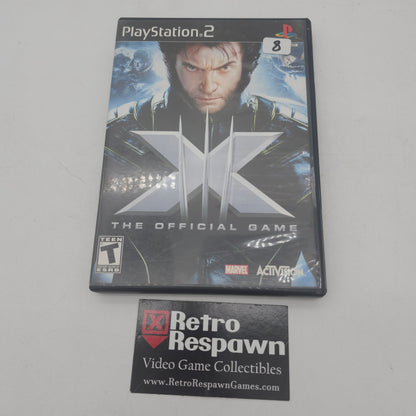 PlayStation.2
8
X
THE OFFICIAL GAME
TEEN
T
ESRB
MARVEL
ACTIVISION
Retro
Respawn
Video Game Collectibles
www.RetroRespawnGames.com